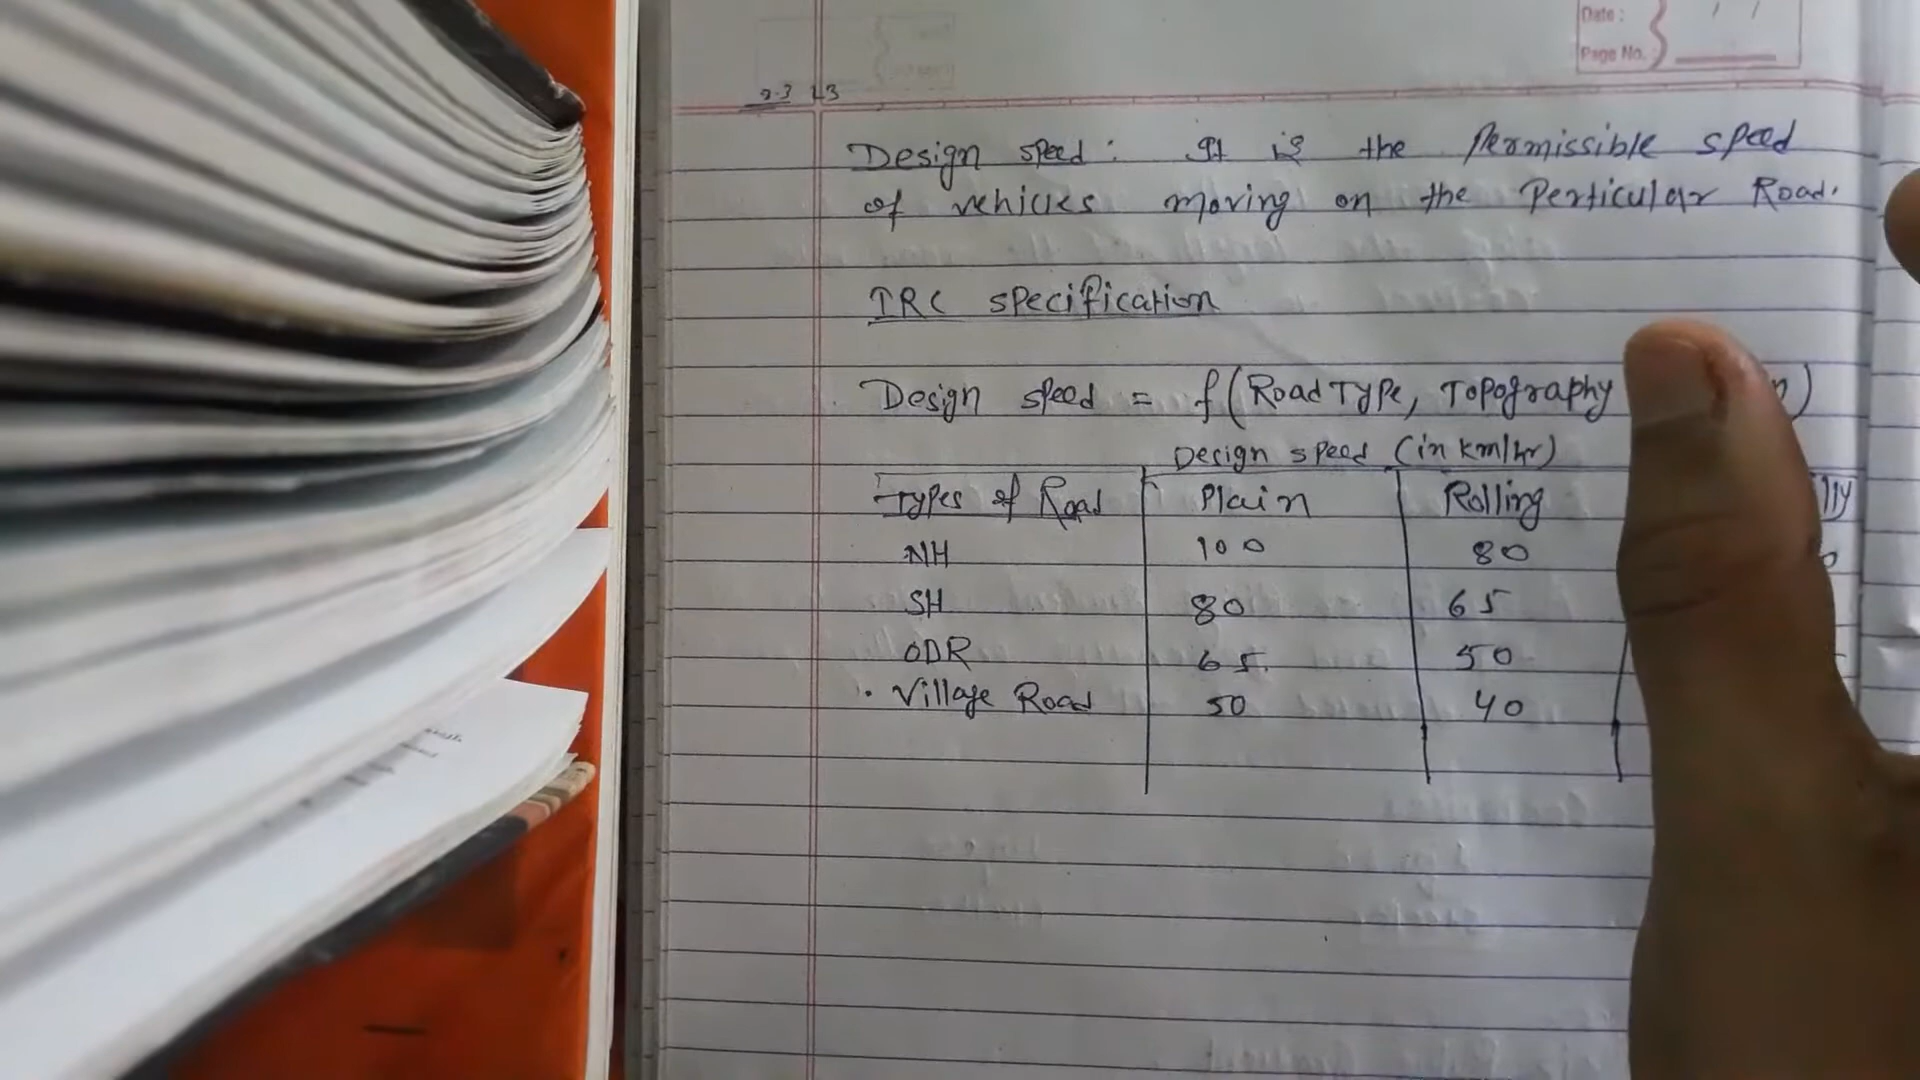 Date :
Page No.
2.3 L3
Design speed : It is the Permissible speed
of vehicles moving on the Perticular Road.
IRC specification
Design speed = f(Road Type, Topography
Design speed (in km/hr)
Types of Road Plain Rolling
NH 100 80
SH 80 65
ODR 65 50
. Village Road 50 40